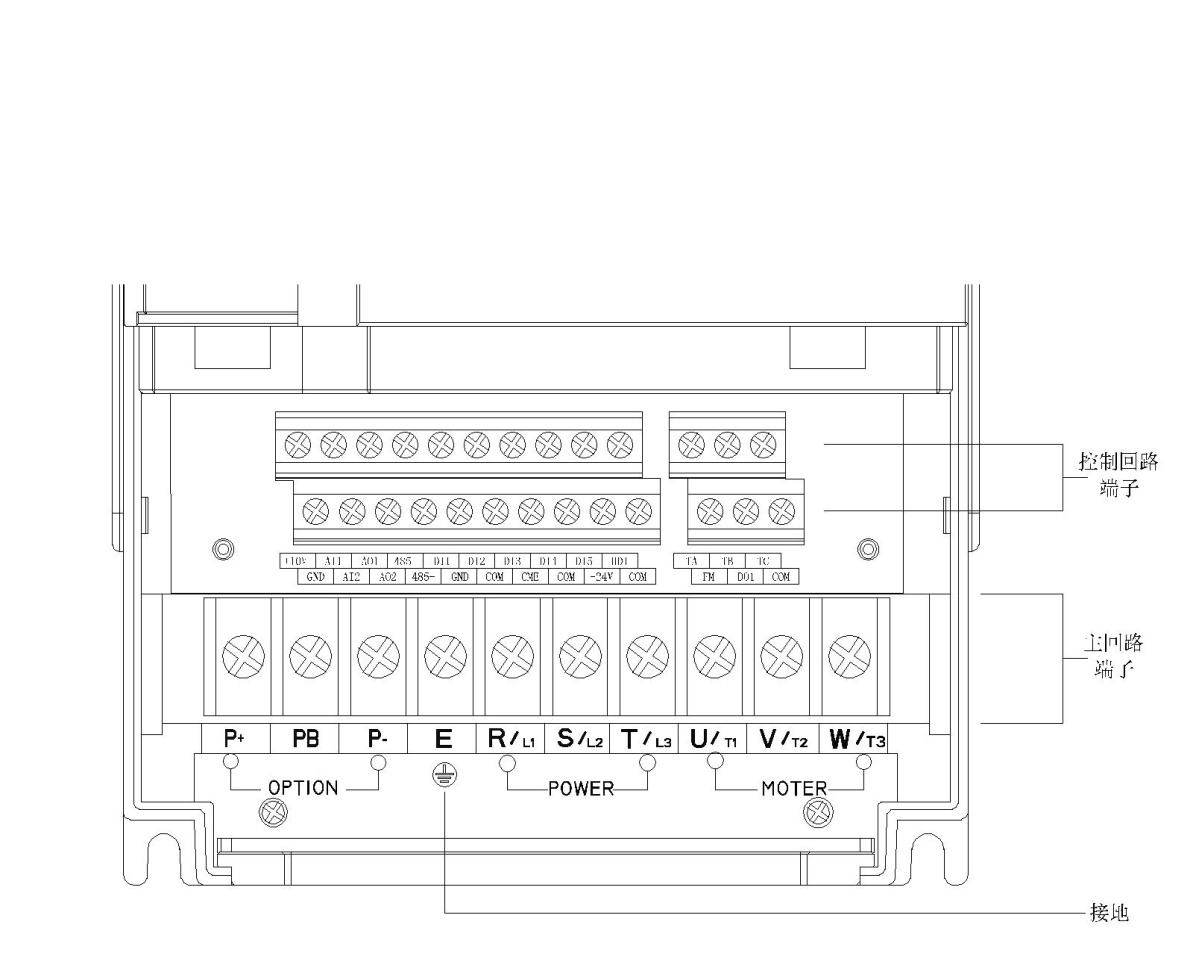 控制回路
端子
+10V AI1 AO1 485 DI1 DI2 DI3 DI4 DI5 HDI TA TB TC
GND AI2 AO2 485- GND COM CME COM -24V COM FM DO1 COM
主回路
端子
P+ PB P- E R/L1 S/L2 T/L3 U/T1 V/T2 W/T3
OPTION POWER MOTER
接地